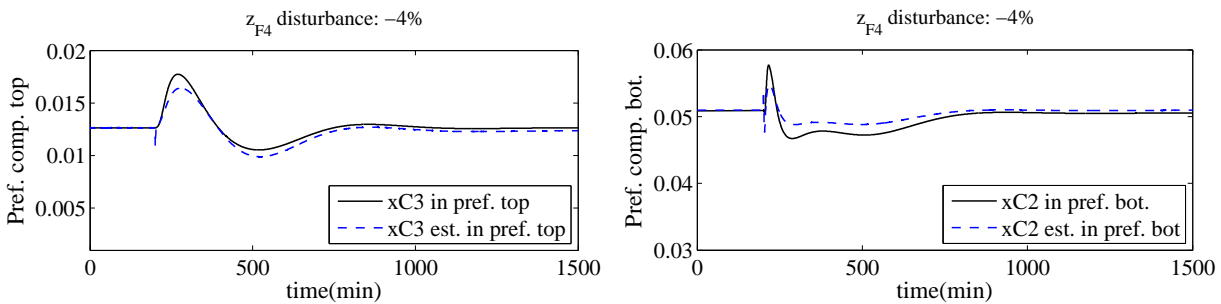 z_F4 disturbance: −4%
Pref. comp. top
0.02
0.015
0.01
0.005
xC3 in pref. top
xC3 est. in pref. top
0 500 1000 1500
time(min)
z_F4 disturbance: −4%
Pref. comp. bot.
0.06
0.05
0.04
0.03
xC2 in pref. bot.
xC2 est. in pref. bot
0 500 1000 1500
time(min)